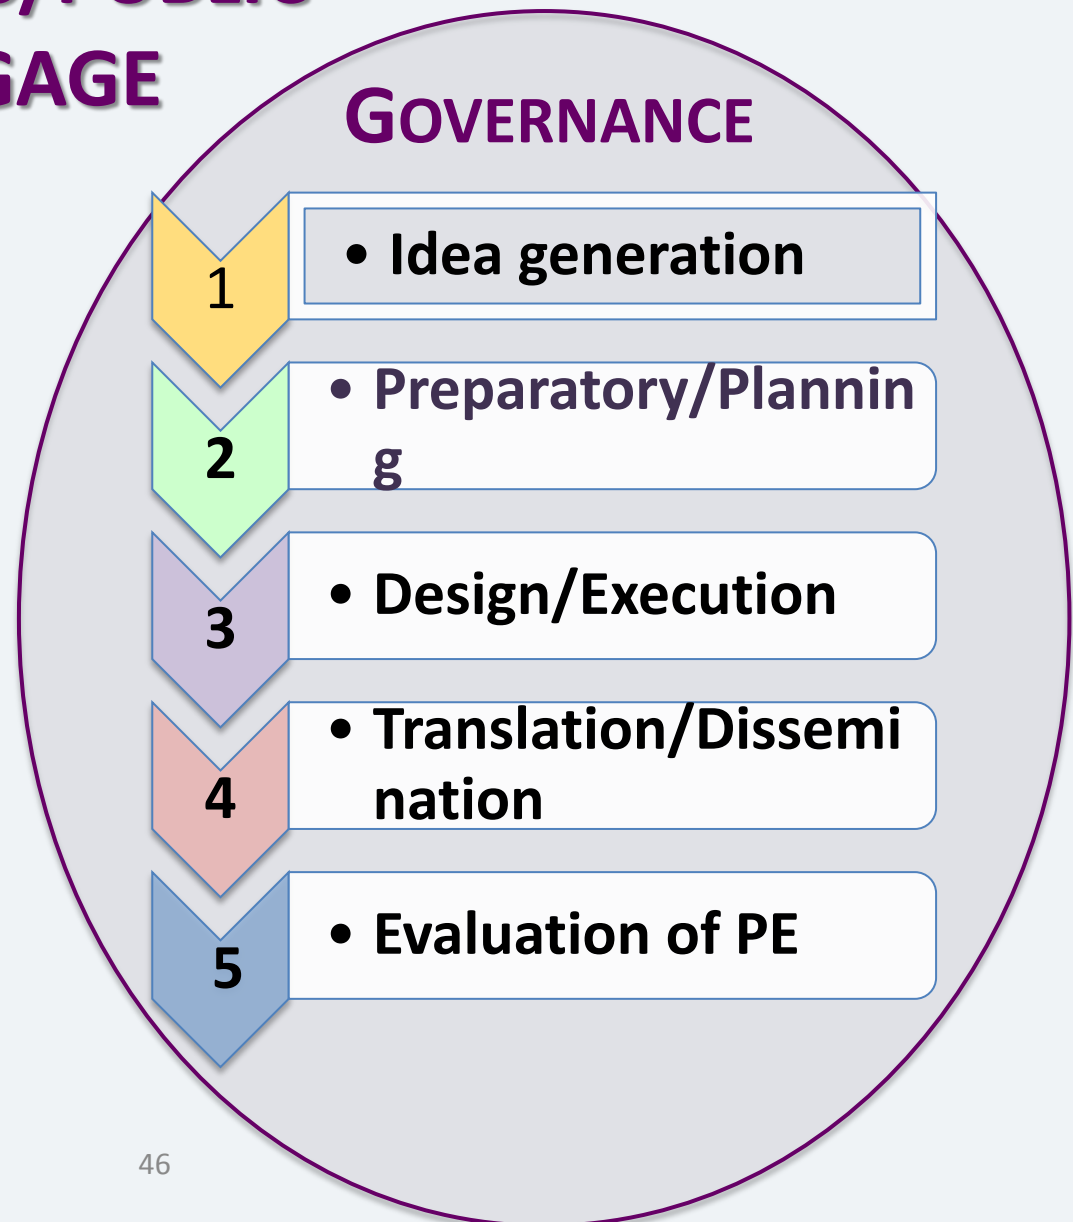 /PUBLIC
GAGE
GOVERNANCE
1
• Idea generation
2
• Preparatory/Plannin
g
3
• Design/Execution
4
• Translation/Dissemi
nation
5
• Evaluation of PE
46